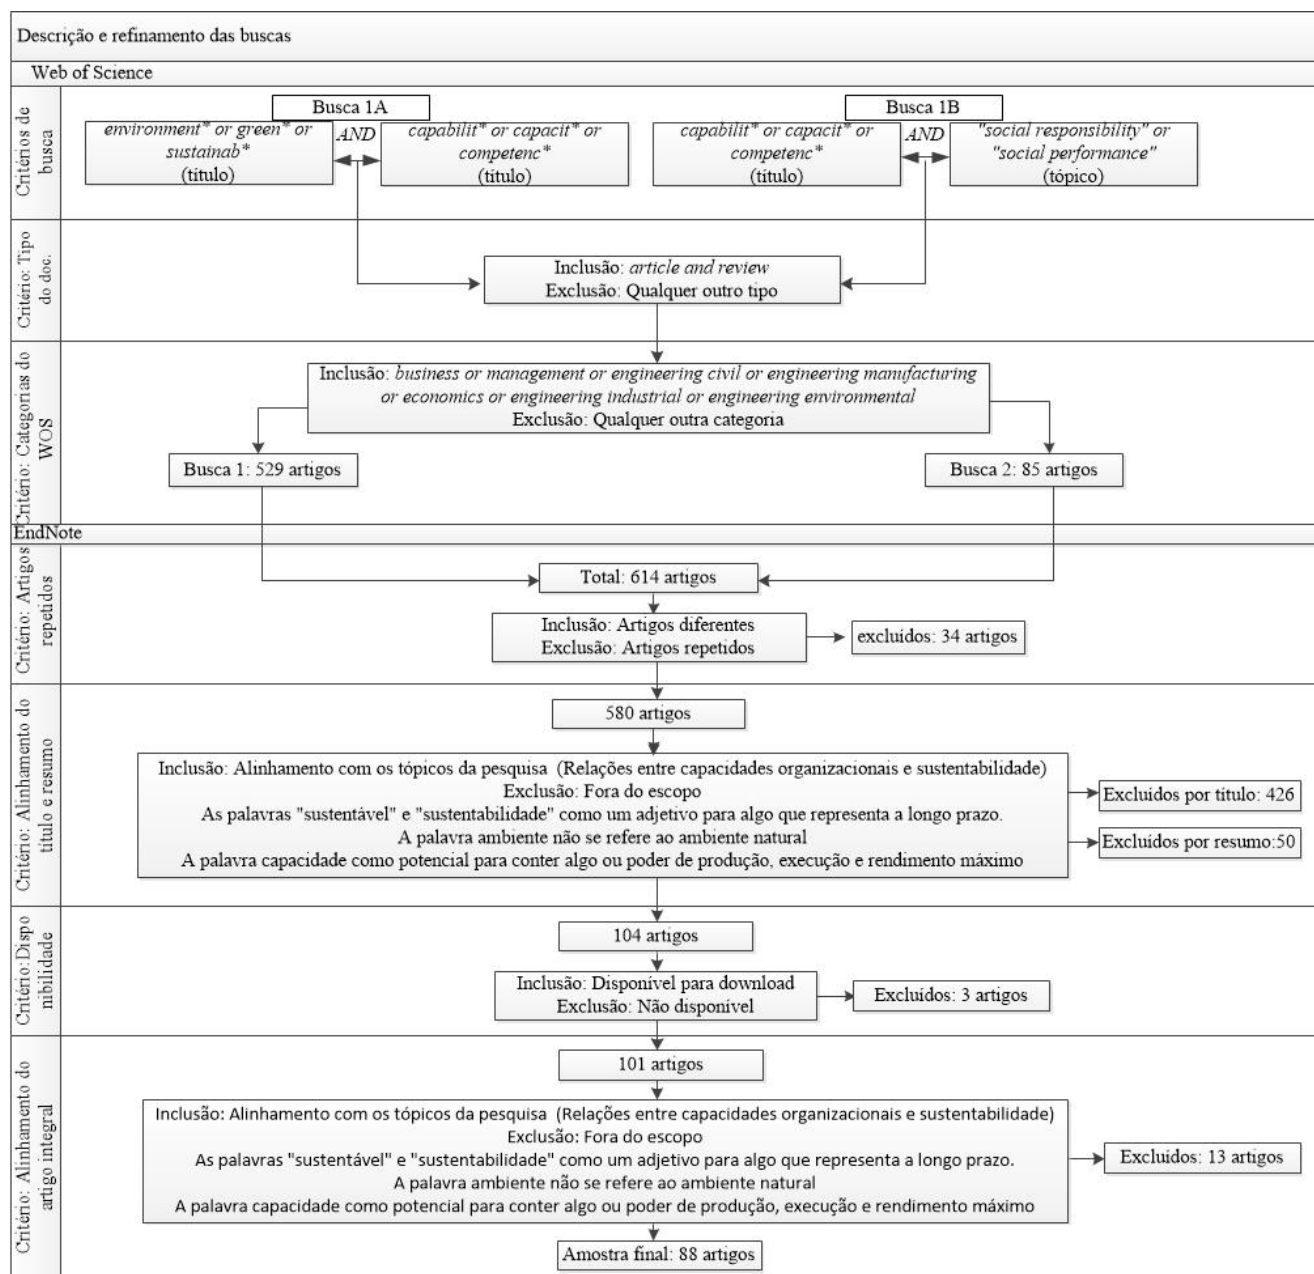 Descrição e refinamento das buscas
Web of Science
Critérios de
busca
Busca 1A
environment* or green* or
sustainab*
(título)
AND
capabilit* or capacit* or
competenc*
(título)
Busca 1B
capabilit* or capacit* or
competenc*
(título)
AND
"social responsibility" or
"social performance"
(tópico)
Critério: Tipo
do doc.
Inclusão: article and review
Exclusão: Qualquer outro tipo
Critério: Categorias do
WOS
Inclusão: business or management or engineering civil or engineering manufacturing
or economics or engineering industrial or engineering environmental
Exclusão: Qualquer outra categoria
Busca 1: 529 artigos
Busca 2: 85 artigos
EndNote
Critério: Artigos
repetidos
Total: 614 artigos
Inclusão: Artigos diferentes
Exclusão: Artigos repetidos
excluídos: 34 artigos
Critério: Alinhamento do
título e resumo
580 artigos
Inclusão: Alinhamento com os tópicos da pesquisa (Relações entre capacidades organizacionais e sustentabilidade)
Exclusão: Fora do escopo
As palavras "sustentável" e "sustentabilidade" como um adjetivo para algo que representa a longo prazo.
A palavra ambiente não se refere ao ambiente natural
A palavra capacidade como potencial para conter algo ou poder de produção, execução e rendimento máximo
Excluídos por título: 426
Excluídos por resumo:50
Critério:Dispo
nibilidade
104 artigos
Inclusão: Disponível para download
Exclusão: Não disponível
Excluídos: 3 artigos
Critério: Alinhamento do
artigo integral
101 artigos
Inclusão: Alinhamento com os tópicos da pesquisa (Relações entre capacidades organizacionais e sustentabilidade)
Exclusão: Fora do escopo
As palavras "sustentável" e "sustentabilidade" como um adjetivo para algo que representa a longo prazo.
A palavra ambiente não se refere ao ambiente natural
A palavra capacidade como potencial para conter algo ou poder de produção, execução e rendimento máximo
Excluídos: 13 artigos
Amostra final: 88 artigos